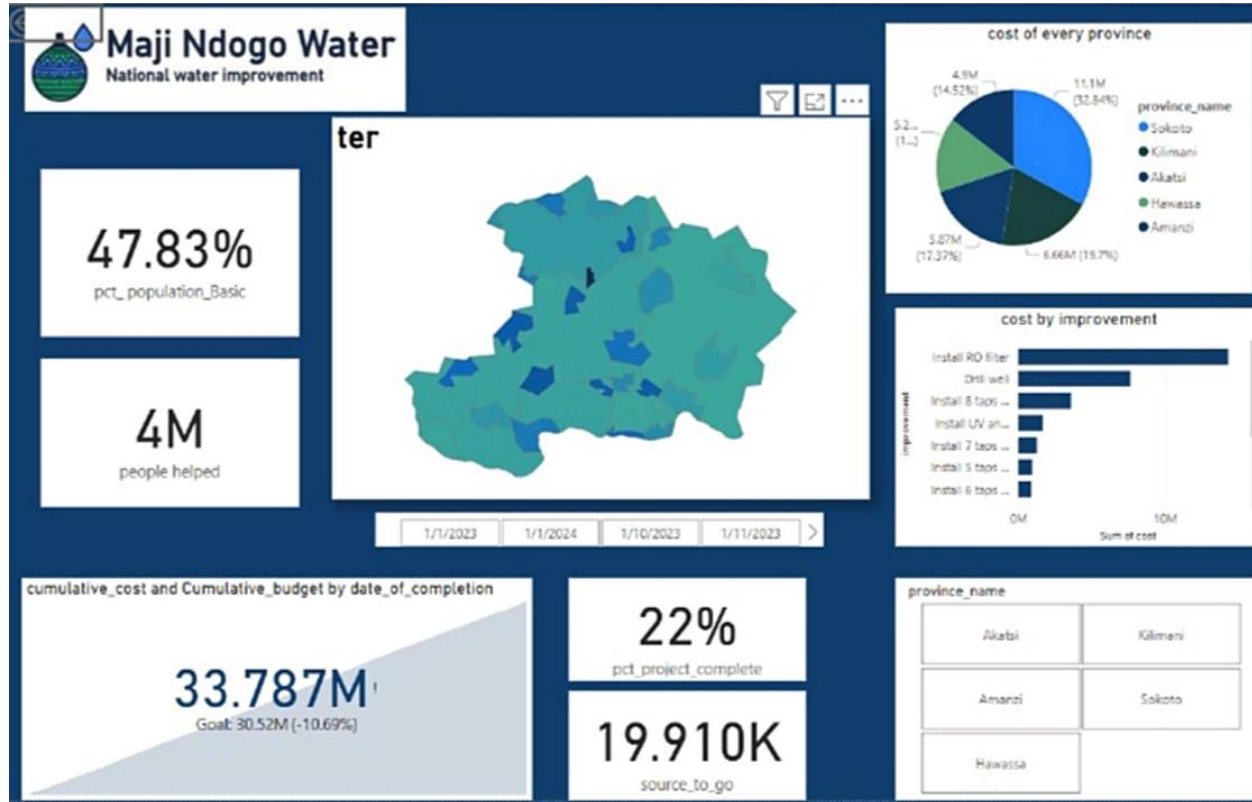 Maji Ndogo Water
National water improvement
47.83%
pct_ population_Basic
4M
people helped
ter
1/1/2023
1/1/2024
1/10/2023
1/11/2023
cost of every province
4.9M
(14.52%)
11.1M
(32.84%)
5.2...
(1...)
5.87M
(17.37%)
6.66M (19.7%)
province_name
Sokoto
Kilimani
Akatsi
Hawassa
Amanzi
cost by improvement
improvement
Install RO filter
Drill well
Install 8 taps ...
Install UV an...
Install 7 taps ...
Install 5 taps ...
Install 6 taps ...
0M
10M
Sum of cost
cumulative_cost and Cumulative_budget by date_of_completion
33.787M!
Goal: 30.52M (-10.69%)
22%
pct_project_complete
19.910K
source_to_go
province_name
Akatsi
Kilimani
Amanzi
Sokoto
Hawassa